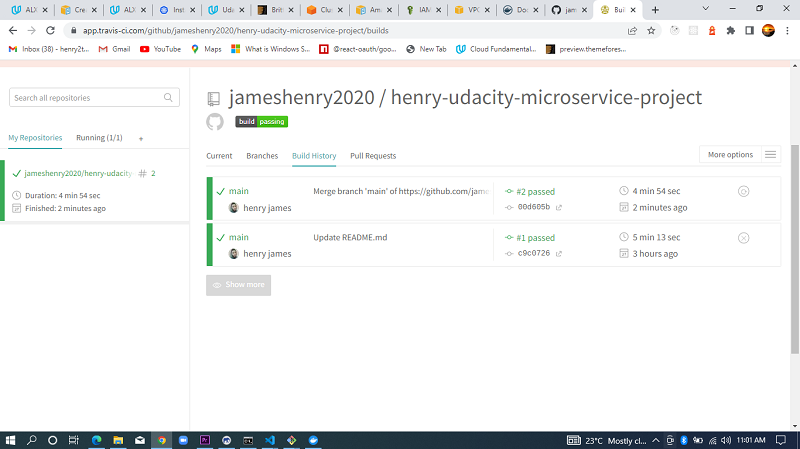 ALX
Crea
Inst
ALX
Uda
Briti
Clus
Ama
IAM
VPC
Doc
jam
Buil
app.travis-ci.com/github/jameshenry2020/henry-udacity-microservice-project/builds
Inbox (38) - henry2t...
Gmail
YouTube
Maps
What is Windows S...
@react-oauth/goo...
New Tab
Cloud Fundamental...
preview.themefores...
Search all repositories
My Repositories
Running (1/1)
+
jameshenry2020/henry-udacity
# 2
Duration: 4 min 54 sec
Finished: 2 minutes ago
jameshenry2020 / henry-udacity-microservice-project
build passing
Current
Branches
Build History
Pull Requests
More options
main
Merge branch 'main' of https://github.com/jame
#2 passed
4 min 54 sec
henry james
00d605b
2 minutes ago
main
Update README.md
#1 passed
5 min 13 sec
henry james
c9c0726
3 hours ago
Show more
23°C Mostly cl...
11:01 AM